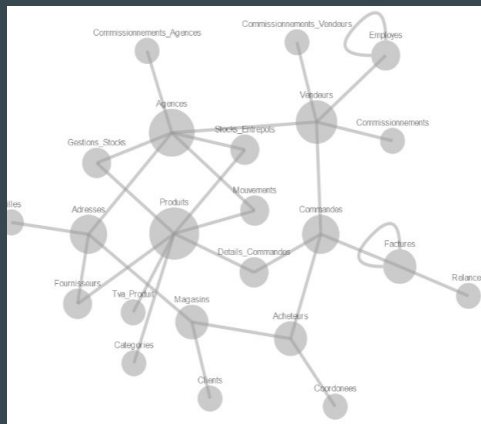 Commissionnements_Vendeurs
Commissionnements_Agences
Employes
Agences
Vendeurs
Stocks_Entrepots
Commissionnements
Gestions_Stocks
Mouvements
illes
Adresses
Produits
Commandes
Factures
Details_Commandes
Relance
Fournisseurs
Tva_Produit
Magasins
Acheteurs
Categories
Clients
Coordonees